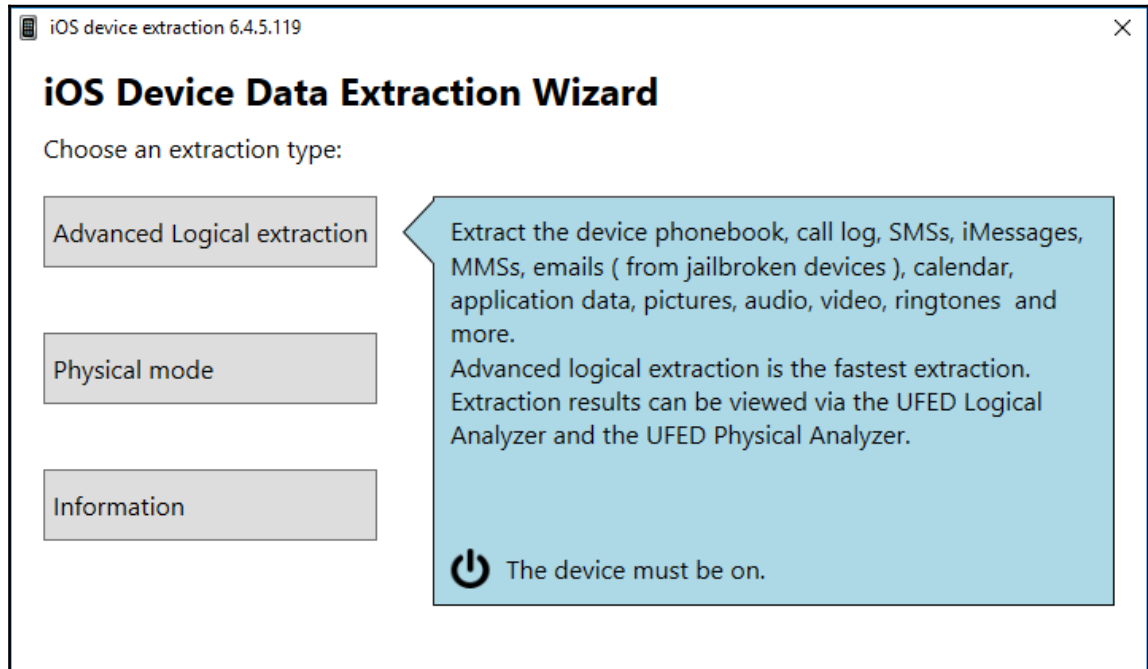 iOS device extraction 6.4.5.119
iOS Device Data Extraction Wizard
Choose an extraction type:
Advanced Logical extraction
Extract the device phonebook, call log, SMSs, iMessages,
MMSs, emails ( from jailbroken devices ), calendar,
application data, pictures, audio, video, ringtones  and
more.
Advanced logical extraction is the fastest extraction.
Extraction results can be viewed via the UFED Logical
Analyzer and the UFED Physical Analyzer.
The device must be on.
Physical mode
Information